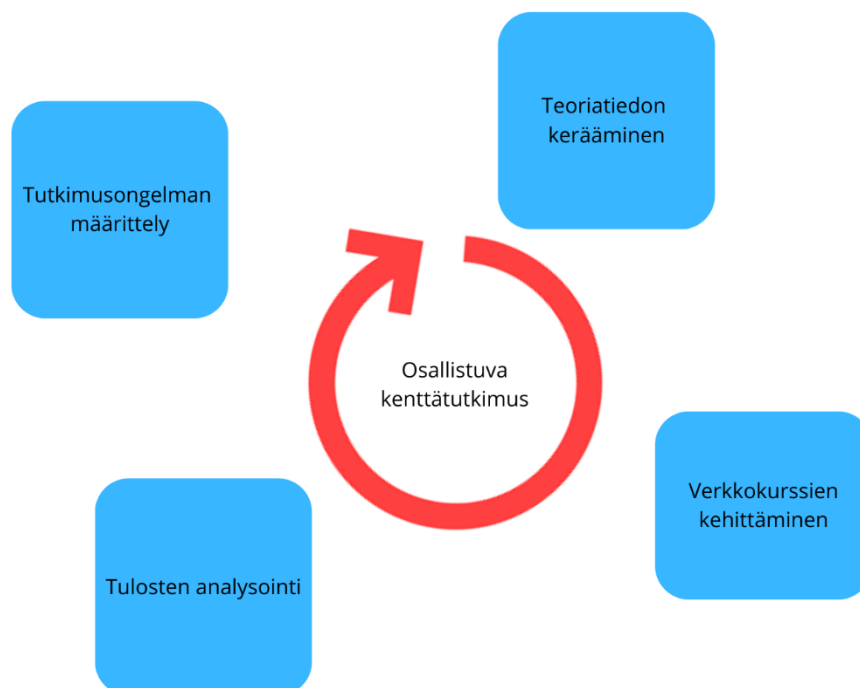 Teoriatiedon
kerääminen
Tutkimusongelman
määrittely
Osallistuva
kenttätutkimus
Verkkokurssien
kehittäminen
Tulosten analysointi